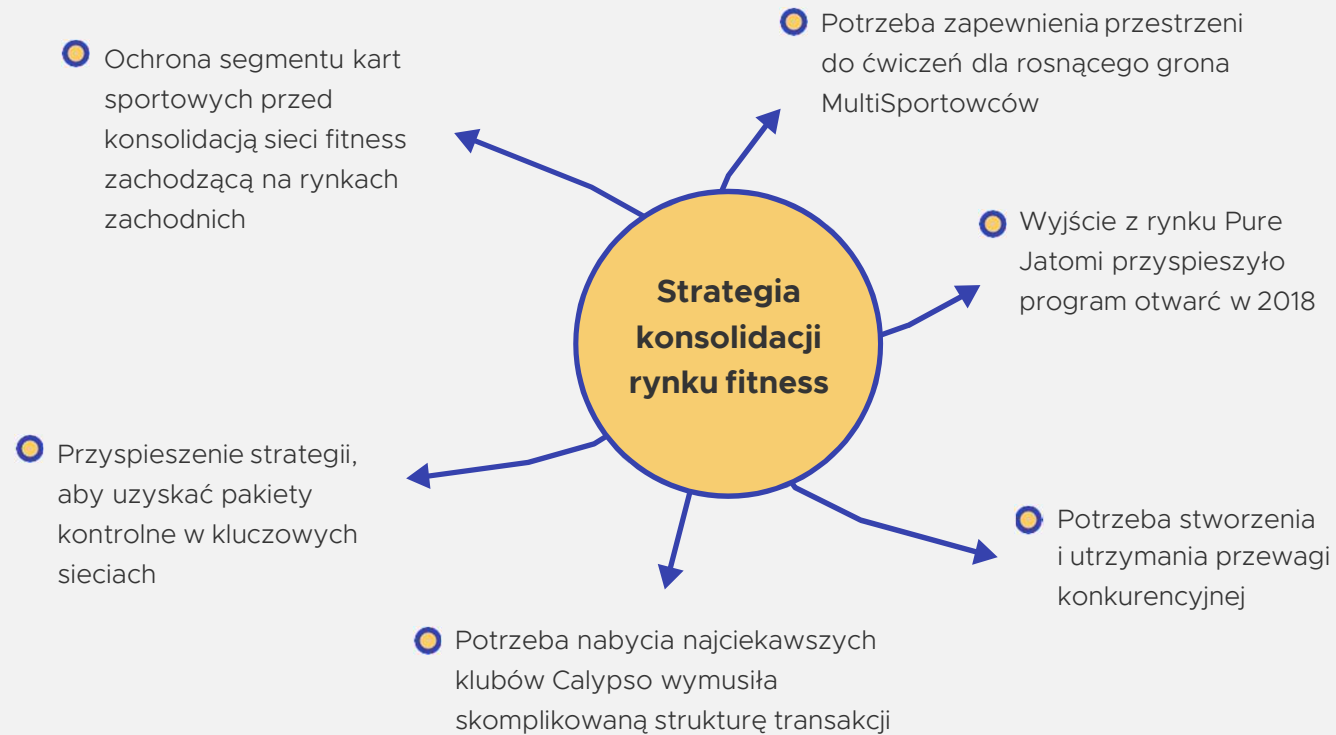 Ochrona segmentu kart
sportowych przed
konsolidacją sieci fitness
zachodzącą na rynkach
zachodnich
Potrzeba zapewnienia przestrzeni
do ćwiczeń dla rosnącego grona
MultiSportowców
Wyjście z rynku Pure
Jatomi przyspieszyło
program otwarć w 2018
Strategia
konsolidacji
rynku fitness
Przyspieszenie strategii,
aby uzyskać pakiety
kontrolne w kluczowych
sieciach
Potrzeba stworzenia
i utrzymania przewagi
konkurencyjnej
Potrzeba nabycia najciekawszych
klubów Calypso wymusiła
skomplikowaną strukturę transakcji